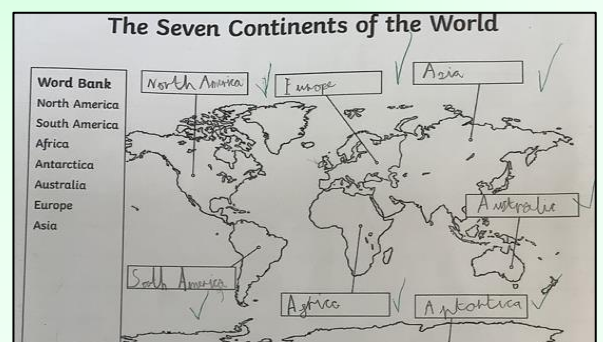 The Seven Continents of the World
Word Bank
North America
South America
Africa
Antarctica
Australia
Europe
Asia
North America
Europe
Asia
Australie
South America
Africa
Antartica